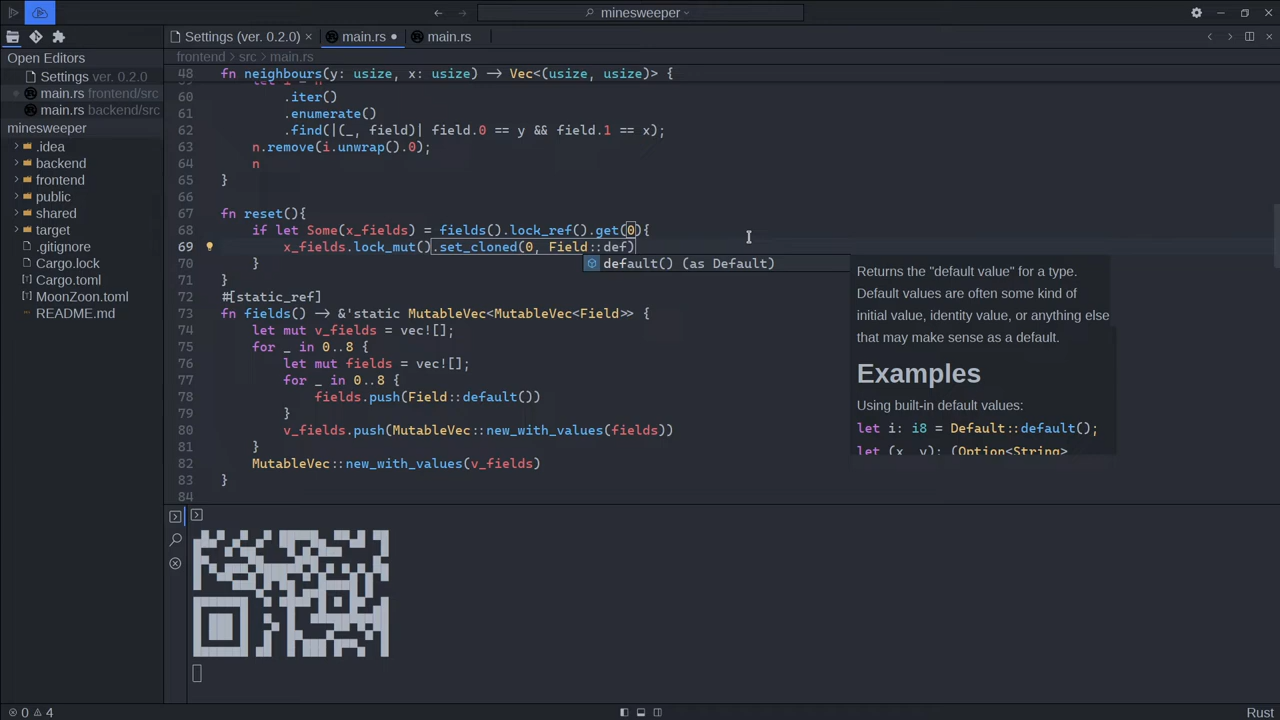 minesweeper
Settings (ver. 0.2.0)
main.rs
main.rs
Open Editors
Settings ver. 0.2.0
main.rs frontend/src
main.rs backend/src
minesweeper
.idea
backend
frontend
public
shared
target
.gitignore
Cargo.lock
Cargo.toml
MoonZoon.toml
README.md
frontend > src > main.rs
48 fn neighbours(y: usize, x: usize) -> Vec<(usize, usize)> {
60 .iter()
61 .enumerate()
62 .find(|(_, field)| field.0 == y && field.1 == x);
63 n.remove(i.unwrap().0);
64 n
65 }
66
67 fn reset(){
68 if let Some(x_fields) = fields().lock_ref().get(0){
69 x_fields.lock_mut().set_cloned(0, Field::def)
70 }
71 }
72 #[static_ref]
73 fn fields() -> &'static MutableVec<MutableVec<Field>> {
74 let mut v_fields = vec![];
75 for _ in 0..8 {
76 let mut fields = vec![];
77 for _ in 0..8 {
78 fields.push(Field::default())
79 }
80 v_fields.push(MutableVec::new_with_values(fields))
81 }
82 MutableVec::new_with_values(v_fields)
83 }
84
default() (as Default)
Returns the "default value" for a type.
Default values are often some kind of
initial value, identity value, or anything else
that may make sense as a default.
Examples
Using built-in default values:
let i: i8 = Default::default();
let (x, y): (Option<String>
0 4
Rust